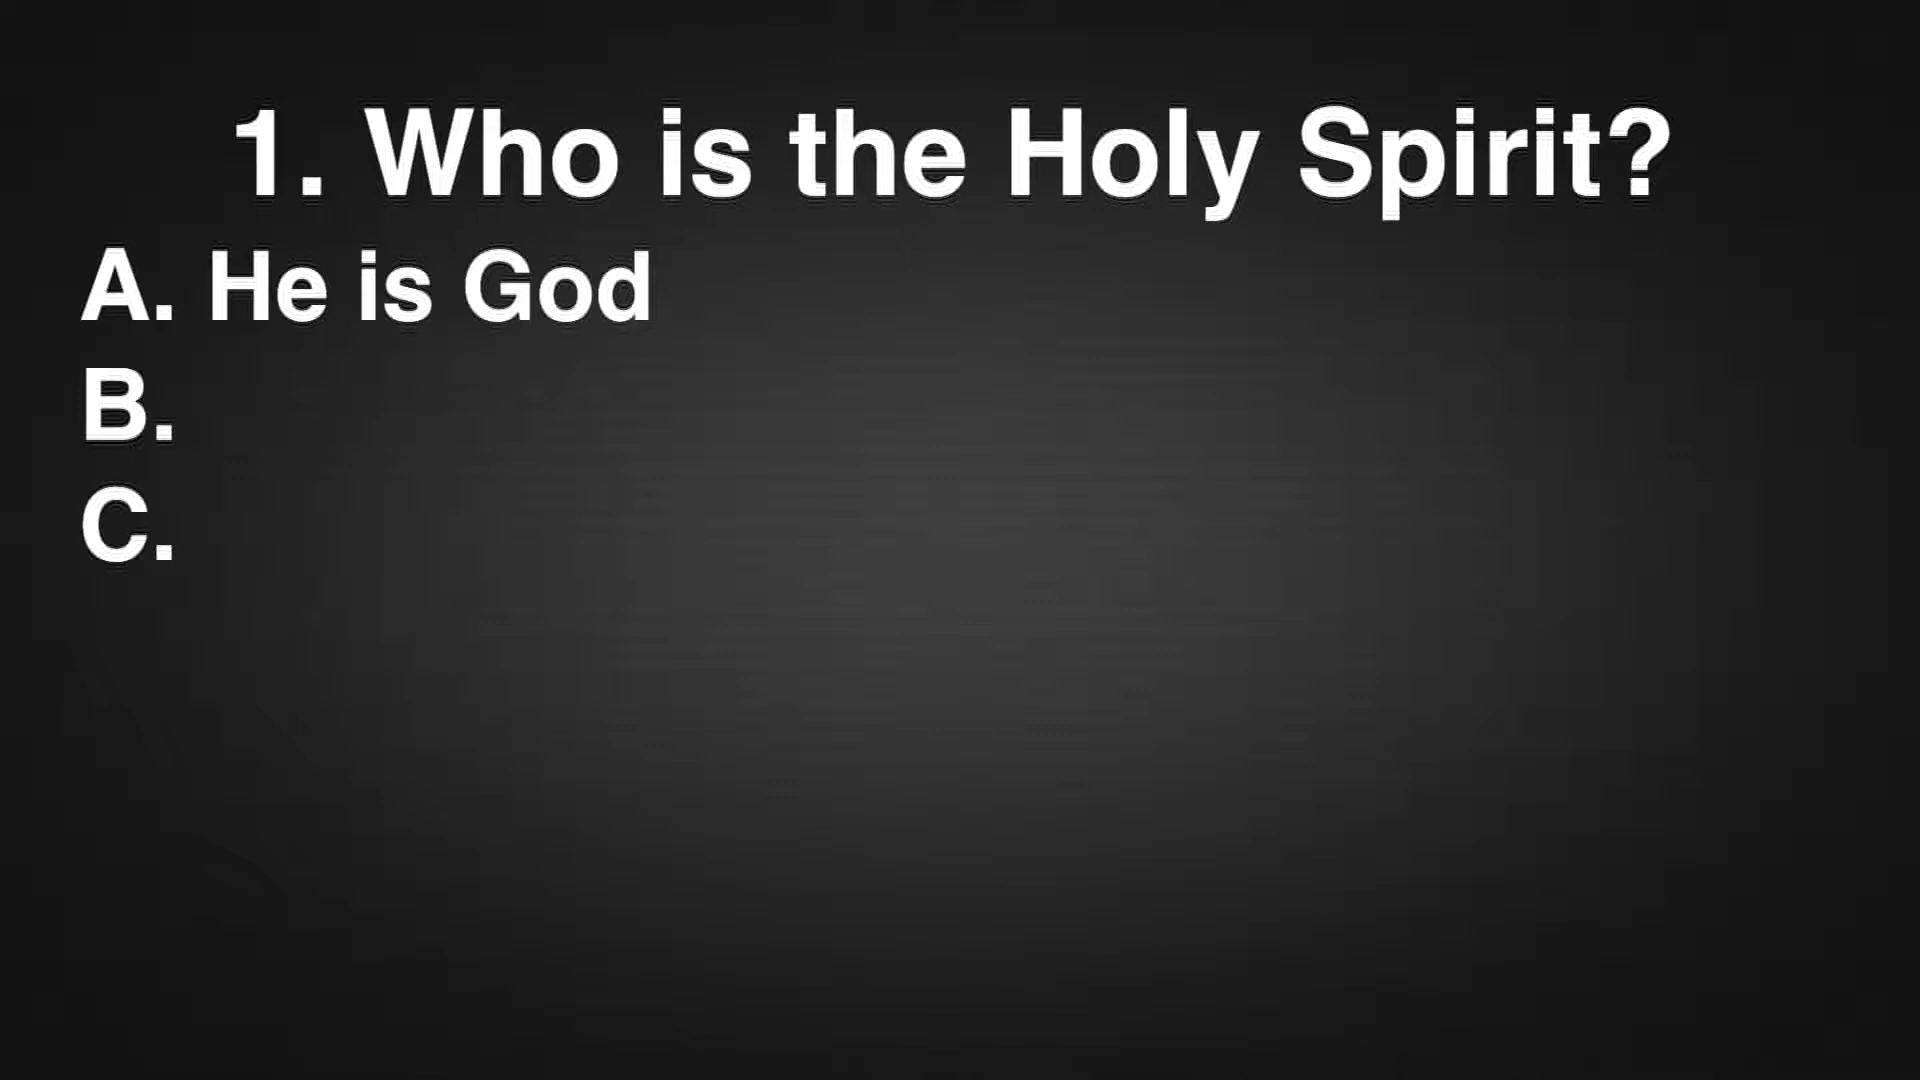 1. Who is the Holy Spirit?
A. He is God
B.
C.